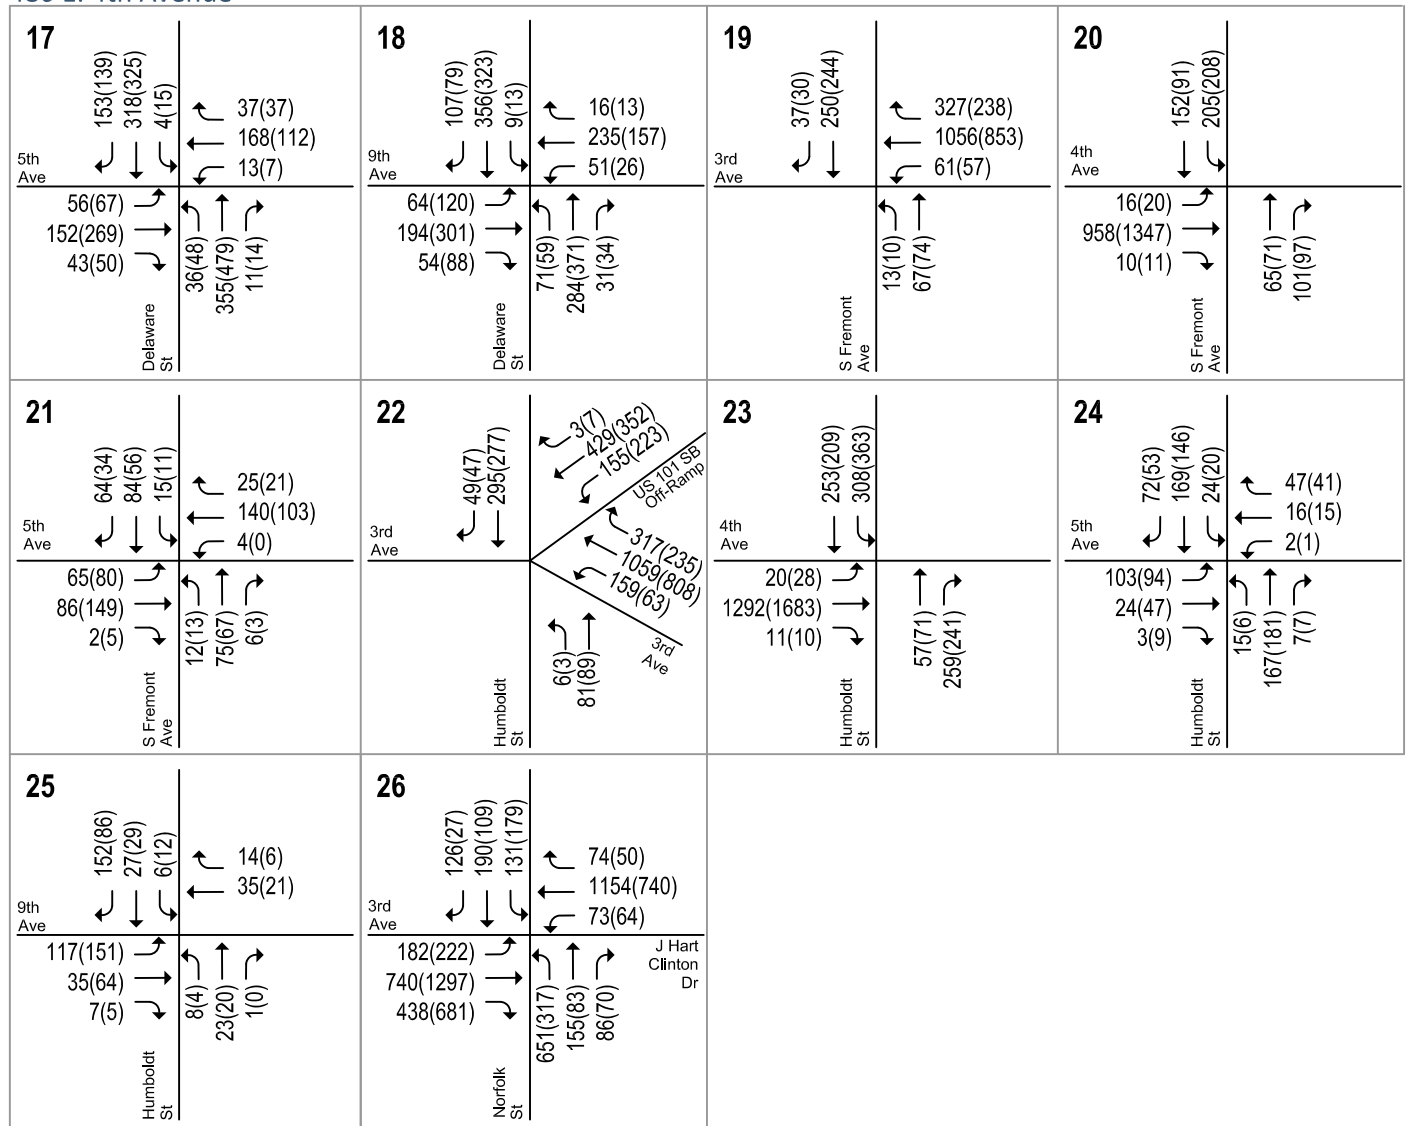 17
153(139)
318(325)
4(15)
37(37)
168(112)
13(7)
5th
Ave
56(67)
152(269)
43(50)
36(48)
355(479)
11(14)
Delaware
St
18
107(79)
356(323)
9(13)
16(13)
235(157)
51(26)
9th
Ave
64(120)
194(301)
54(88)
71(59)
284(371)
31(34)
Delaware
St
19
37(30)
250(244)
327(238)
1056(853)
61(57)
3rd
Ave
13(10)
67(74)
S Fremont
Ave
20
152(91)
205(208)
4th
Ave
16(20)
958(1347)
10(11)
65(71)
101(97)
S Fremont
Ave
21
64(34)
84(56)
15(11)
25(21)
140(103)
4(0)
5th
Ave
65(80)
86(149)
2(5)
12(13)
75(67)
6(3)
S Fremont
Ave
22
49(47)
295(277)
3(7)
429(352)
155(223)
US 101 SB
Off-Ramp
3rd
Ave
317(235)
1059(808)
159(63)
3rd
Ave
6(3)
81(89)
Humboldt
St
23
253(209)
308(363)
4th
Ave
20(28)
1292(1683)
11(10)
57(71)
259(241)
Humboldt
St
24
72(53)
169(146)
24(20)
47(41)
16(15)
2(1)
5th
Ave
103(94)
24(47)
3(9)
15(6)
167(181)
7(7)
Humboldt
St
25
152(86)
27(29)
6(12)
14(6)
35(21)
9th
Ave
117(151)
35(64)
7(5)
8(4)
23(20)
1(0)
Humboldt
St
26
126(27)
190(109)
131(179)
74(50)
1154(740)
73(64)
3rd
Ave
J Hart
Clinton
Dr
182(222)
740(1297)
438(681)
651(317)
155(83)
86(70)
Norfolk
St